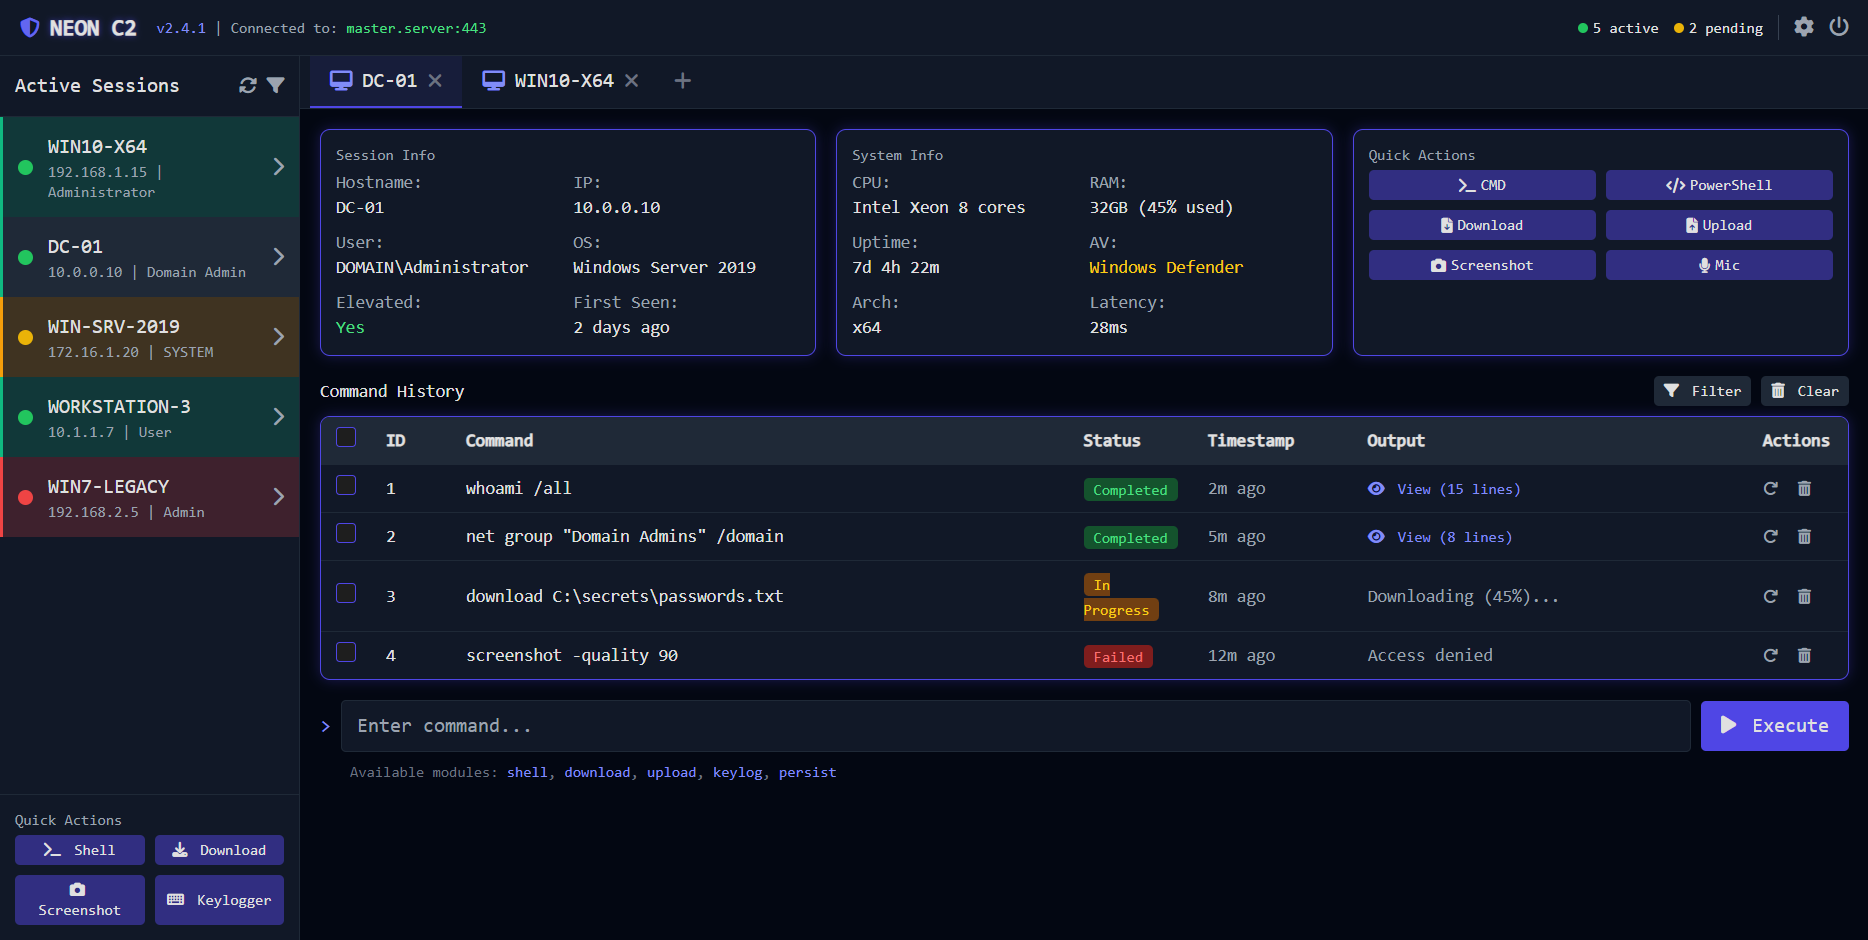 NEON C2 v2.4.1 | Connected to: master.server:443
5 active 2 pending
Active Sessions
WIN10-X64
192.168.1.15 |
Administrator
DC-01
10.0.0.10 | Domain Admin
WIN-SRV-2019
172.16.1.20 | SYSTEM
WORKSTATION-3
10.1.1.7 | User
WIN7-LEGACY
192.168.2.5 | Admin
Quick Actions
Shell Download
Screenshot Keylogger
DC-01 WIN10-X64
Session Info
Hostname: IP:
DC-01 10.0.0.10
User: OS:
DOMAIN\Administrator Windows Server 2019
Elevated: First Seen:
Yes 2 days ago
System Info
CPU: RAM:
Intel Xeon 8 cores 32GB (45% used)
Uptime: AV:
7d 4h 22m Windows Defender
Arch: Latency:
x64 28ms
Quick Actions
CMD PowerShell
Download Upload
Screenshot Mic
Command History Filter Clear
ID Command Status Timestamp Output Actions
1 whoami /all Completed 2m ago View (15 lines)
2 net group "Domain Admins" /domain Completed 5m ago View (8 lines)
3 download C:\secrets\passwords.txt In Progress 8m ago Downloading (45%)...
4 screenshot -quality 90 Failed 12m ago Access denied
> Enter command... Execute
Available modules: shell, download, upload, keylog, persist